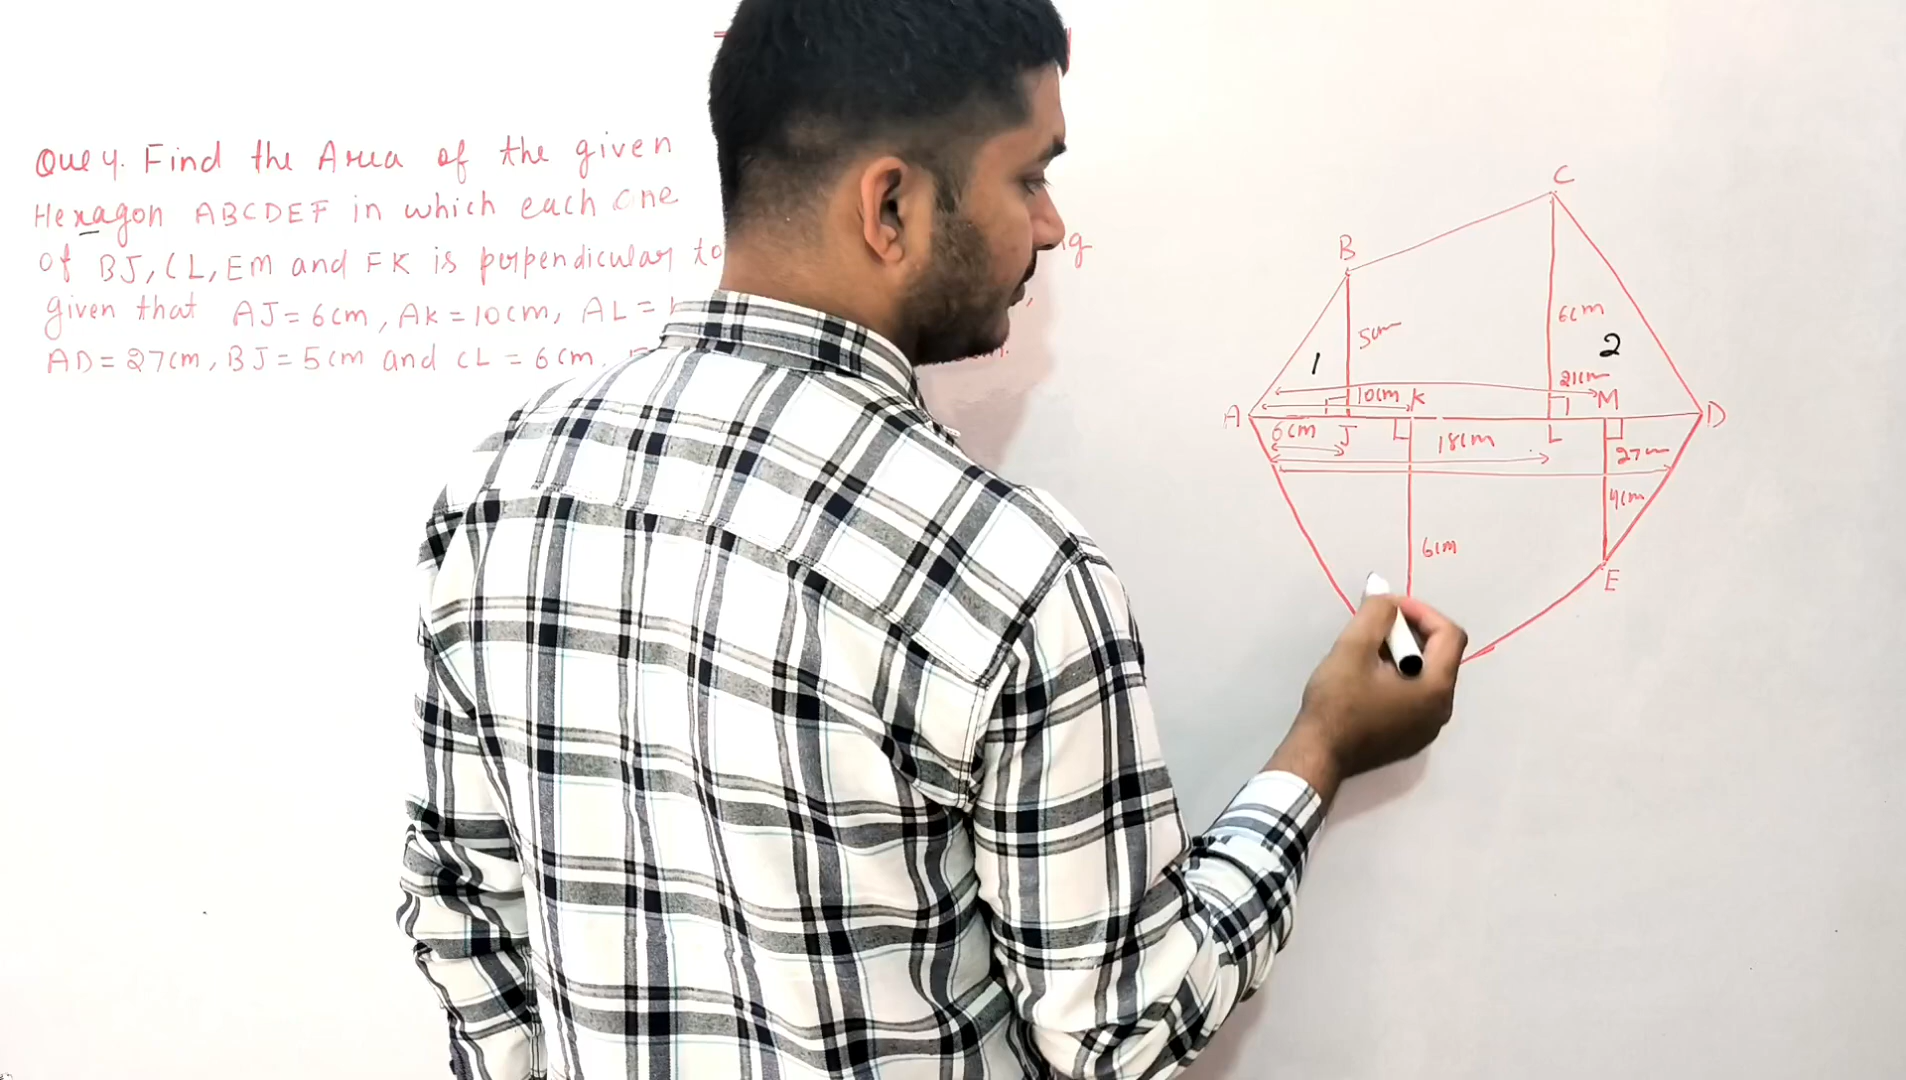 Que 4. Find the Area of the given
Hexagon ABCDEF in which each one
of BJ, CL, EM and FK is perpendicular to
given that AJ = 6cm, AK = 10cm, AL =
AD = 27cm, BJ = 5cm and CL = 6cm.
C
B
6cm
5cm
2
1
21cm
10cm K
M
A
D
6cm
J
18cm
L
27cm
4cm
6cm
E